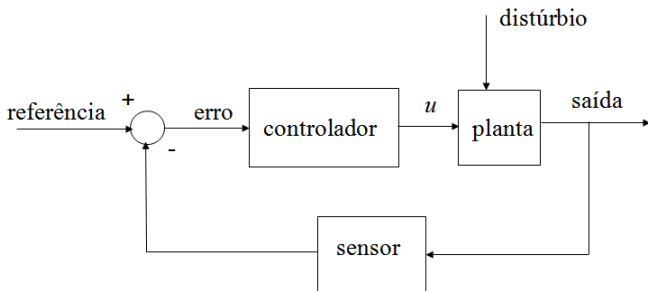 distúrbio
referência
+
-
erro
controlador
u
planta
saída
sensor